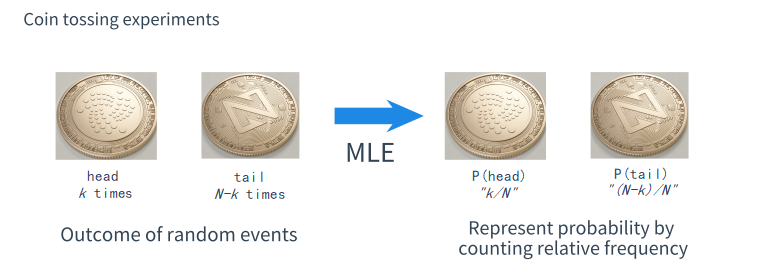 Coin tossing experiments
head
k times
tail
N-k times
MLE
P(head)
"k/N"
P(tail)
"(N-k)/N"
Outcome of random events
Represent probability by
counting relative frequency